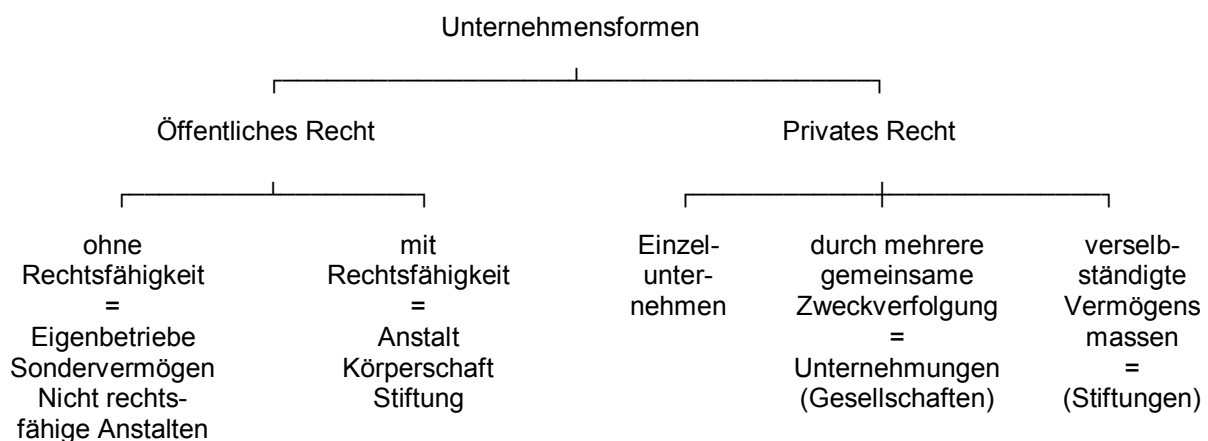 Unternehmensformen
Öffentliches Recht
Privates Recht
ohne
Rechtsfähigkeit
=
Eigenbetriebe
Sondervermögen
Nicht rechts-
fähige Anstalten
mit
Rechtsfähigkeit
=
Anstalt
Körperschaft
Stiftung
Einzel-
unter-
nehmen
durch mehrere
gemeinsame
Zweckverfolgung
=
Unternehmungen
(Gesellschaften)
verselb-
ständigte
Vermögens
massen
=
(Stiftungen)